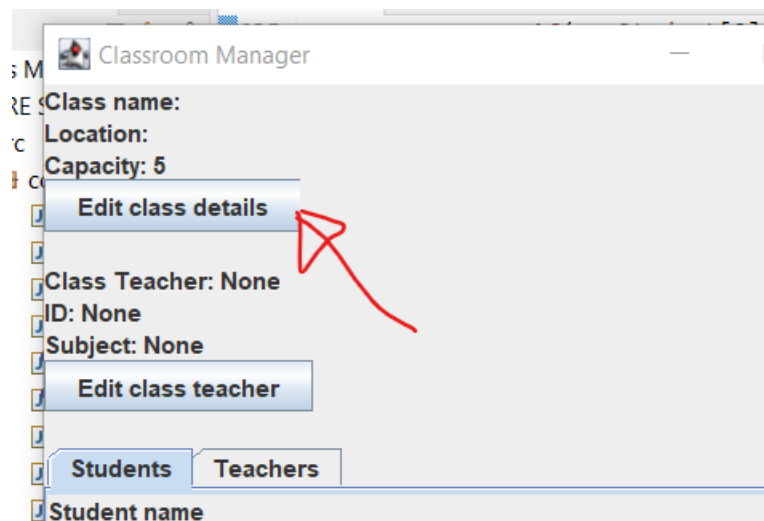 Classroom Manager
Class name:
Location:
Capacity: 5
Edit class details
Class Teacher: None
ID: None
Subject: None
Edit class teacher
Students Teachers
Student name